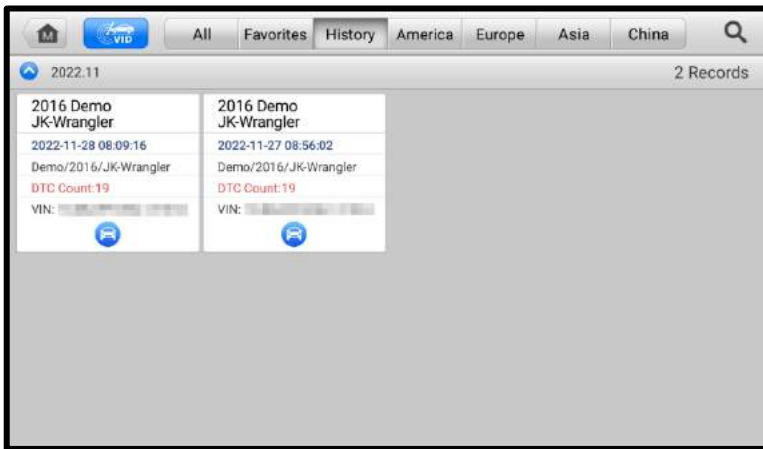 M
VID
All Favorites History America Europe Asia China
2022.11 2 Records
2016 Demo
JK-Wrangler
2022-11-28 08:09:16
Demo/2016/JK-Wrangler
DTC Count:19
VIN:
2016 Demo
JK-Wrangler
2022-11-27 08:56:02
Demo/2016/JK-Wrangler
DTC Count:19
VIN: